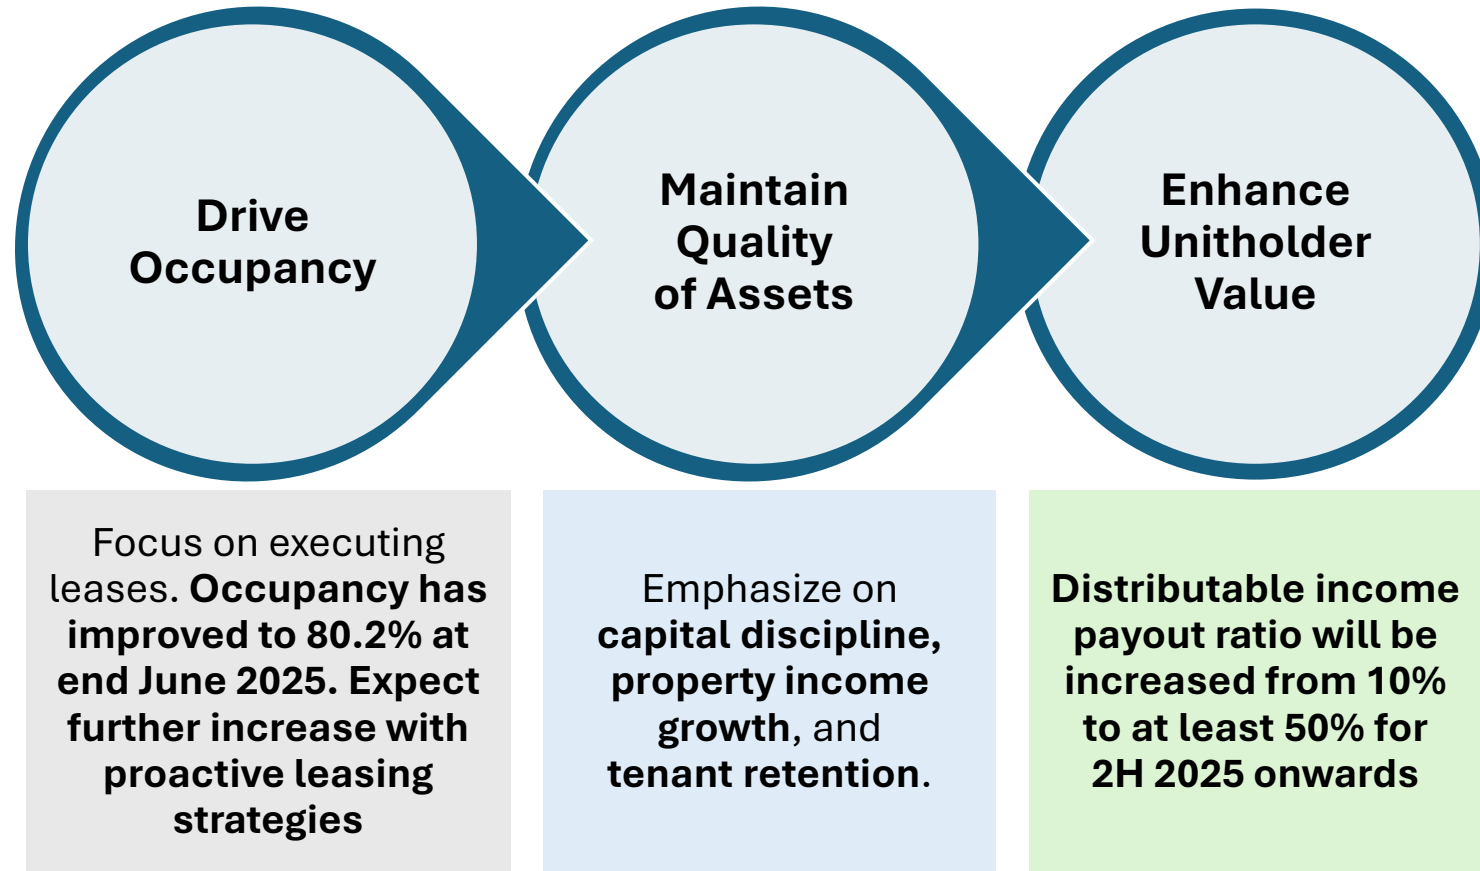 Drive
Occupancy
Maintain
Quality
of Assets
Enhance
Unitholder
Value
Focus on executing
leases. Occupancy has
improved to 80.2% at
end June 2025. Expect
further increase with
proactive leasing
strategies
Emphasize on
capital discipline,
property income
growth, and
tenant retention.
Distributable income
payout ratio will be
increased from 10%
to at least 50% for
2H 2025 onwards